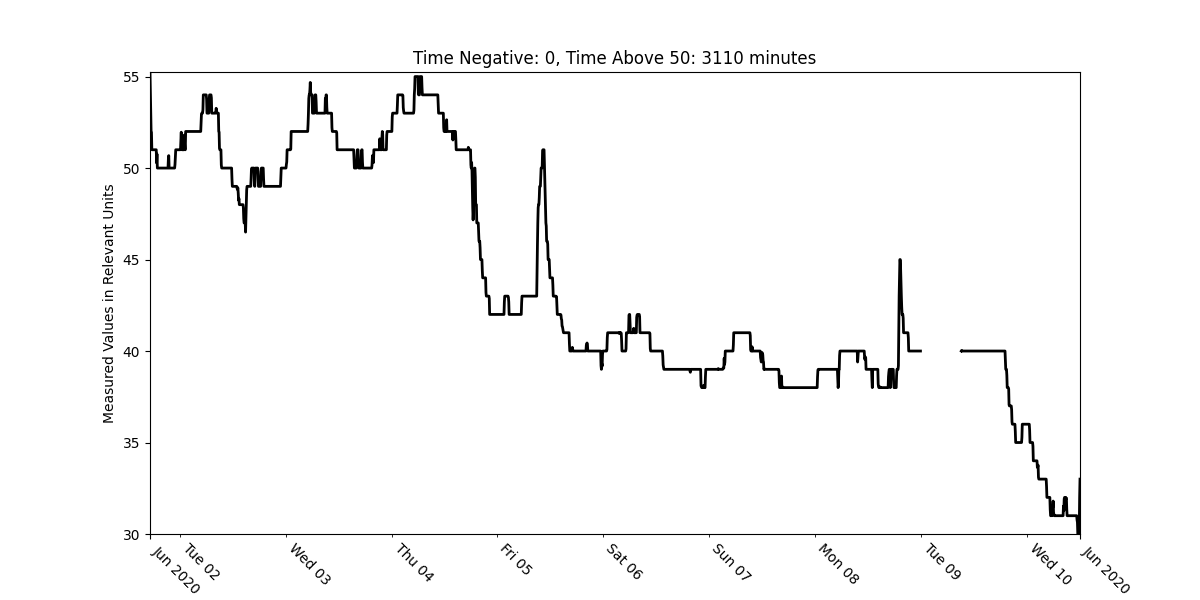 Time Negative: 0, Time Above 50: 3110 minutes
Measured Values in Relevant Units
55
50
45
40
35
30
Jun 2020
Tue 02
Wed 03
Thu 04
Fri 05
Sat 06
Sun 07
Mon 08
Tue 09
Wed 10
Jun 2020